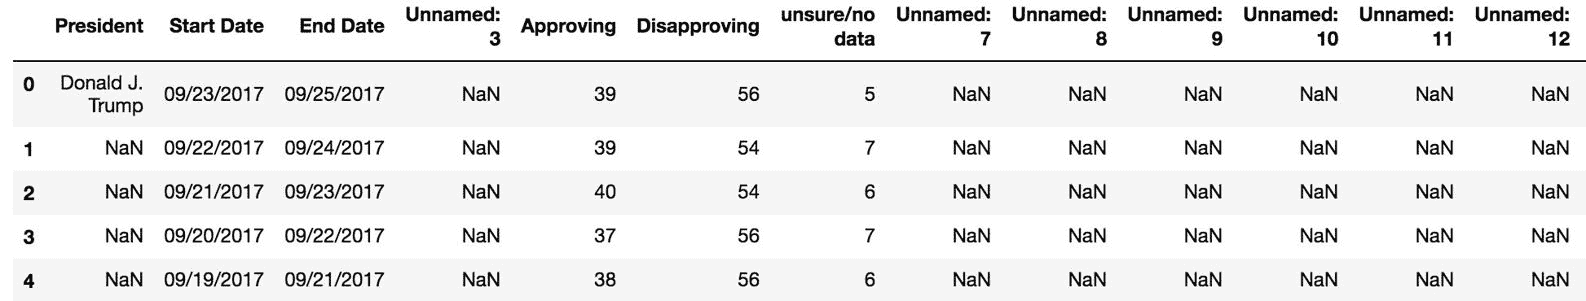 President Start Date End Date Unnamed: 3 Approving Disapproving unsure/no data Unnamed: 7 Unnamed: 8 Unnamed: 9 Unnamed: 10 Unnamed: 11 Unnamed: 12
0 Donald J. Trump 09/23/2017 09/25/2017 NaN 39 56 5 NaN NaN NaN NaN NaN NaN
1 NaN 09/22/2017 09/24/2017 NaN 39 54 7 NaN NaN NaN NaN NaN NaN
2 NaN 09/21/2017 09/23/2017 NaN 40 54 6 NaN NaN NaN NaN NaN NaN
3 NaN 09/20/2017 09/22/2017 NaN 37 56 7 NaN NaN NaN NaN NaN NaN
4 NaN 09/19/2017 09/21/2017 NaN 38 56 6 NaN NaN NaN NaN NaN NaN